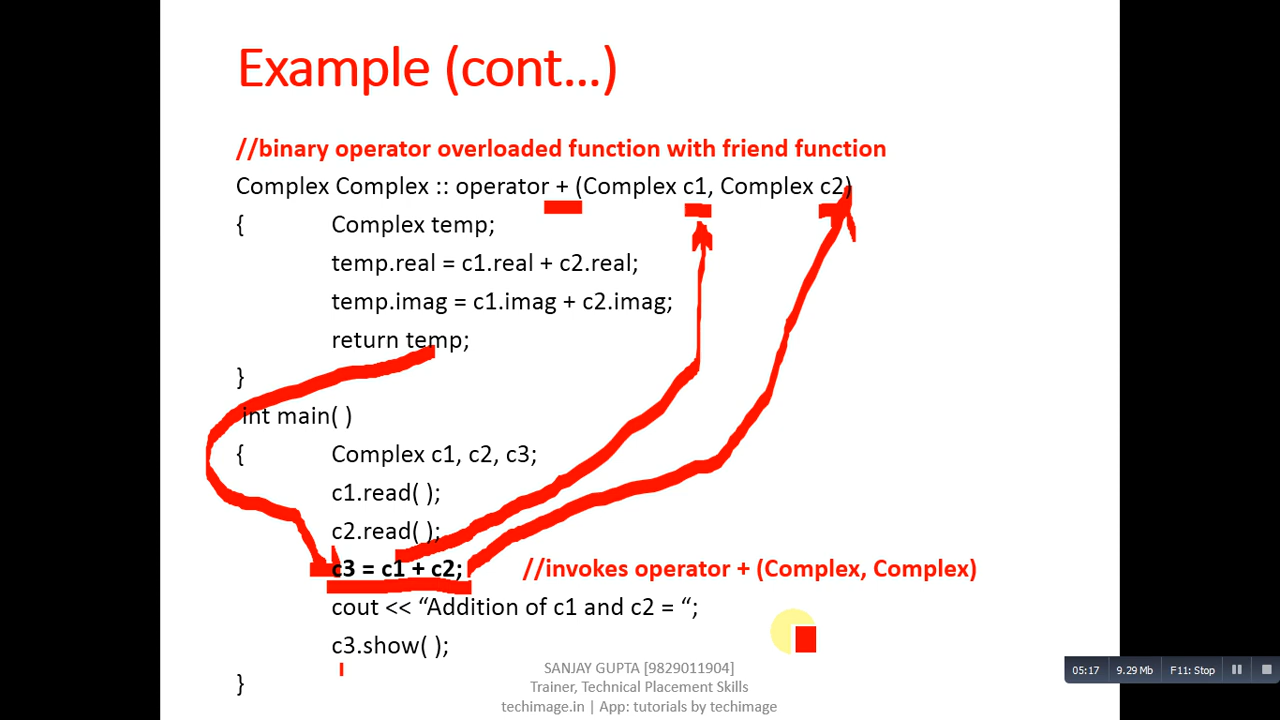 Example (cont...)
//binary operator overloaded function with friend function
Complex Complex :: operator + (Complex c1, Complex c2)
{ Complex temp;
temp.real = c1.real + c2.real;
temp.imag = c1.imag + c2.imag;
return temp;
}
int main( )
{ Complex c1, c2, c3;
c1.read( );
c2.read( );
c3 = c1 + c2; //invokes operator + (Complex, Complex)
cout << “Addition of c1 and c2 = “;
c3.show( );
}
SANJAY GUPTA [9829011904]
Trainer, Technical Placement Skills
techimage.in | App: tutorials by techimage
05:17 9.29 Mb F11: Stop